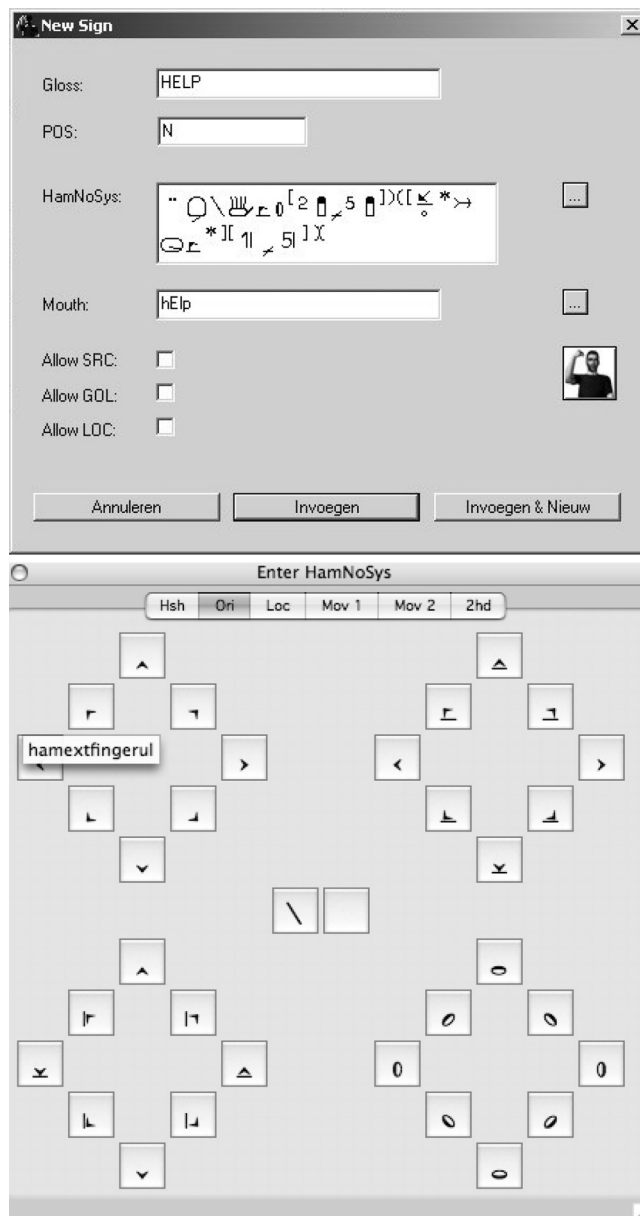 New Sign
Gloss: HELP
POS: N
HamNoSys:
...
Mouth: hElp
...
Allow SRC:
Allow GOL:
Allow LOC:
Annuleren Invoegen Invoegen & Nieuw
Enter HamNoSys
Hsh Ori Loc Mov 1 Mov 2 2hd
hamextfingerul